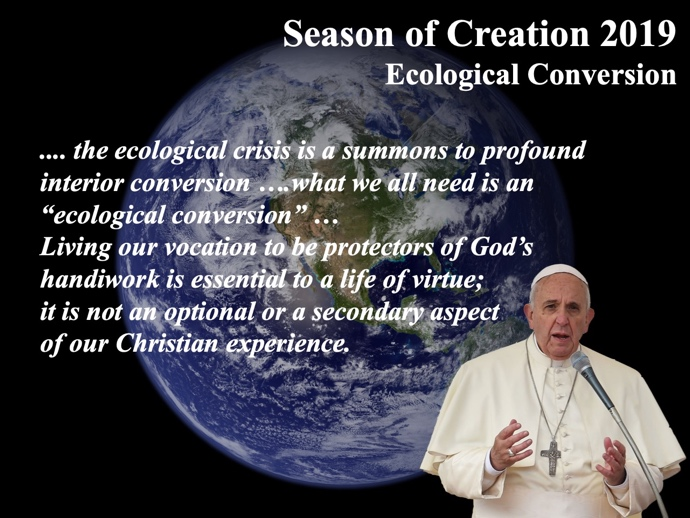 Season of Creation 2019
Ecological Conversion
.... the ecological crisis is a summons to profound
interior conversion ….what we all need is an
“ecological conversion” …
Living our vocation to be protectors of God’s
handiwork is essential to a life of virtue;
it is not an optional or a secondary aspect
of our Christian experience.